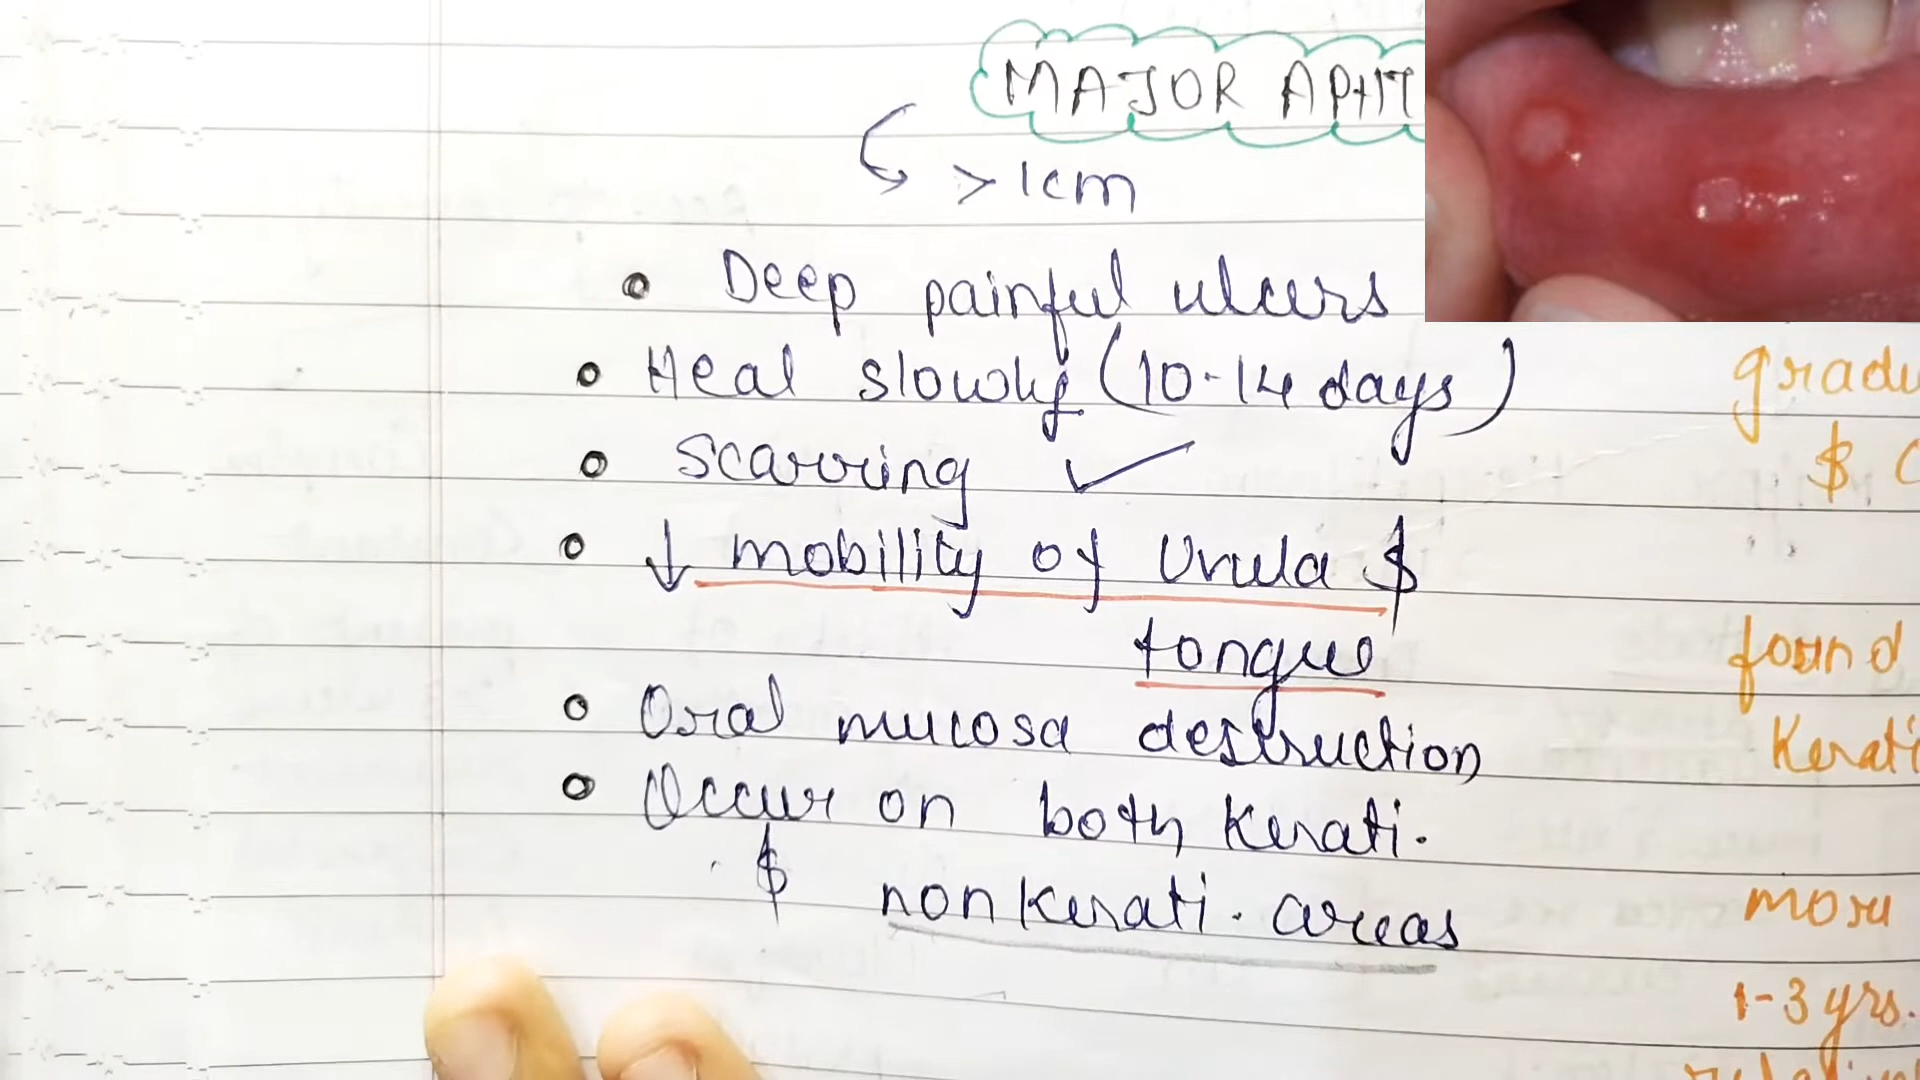 MAJOR APHT
> 1cm
• Deep painful ulcers
• Heal slowly (10-14 days)
• Scarring ✓
• ↓ mobility of Uvula $
tongue
• Oral mucosa destruction
• Occur on both Kerati.
$ nonkerati. areas
gradu
$ C
found
Kerati
more
1-3 yrs.